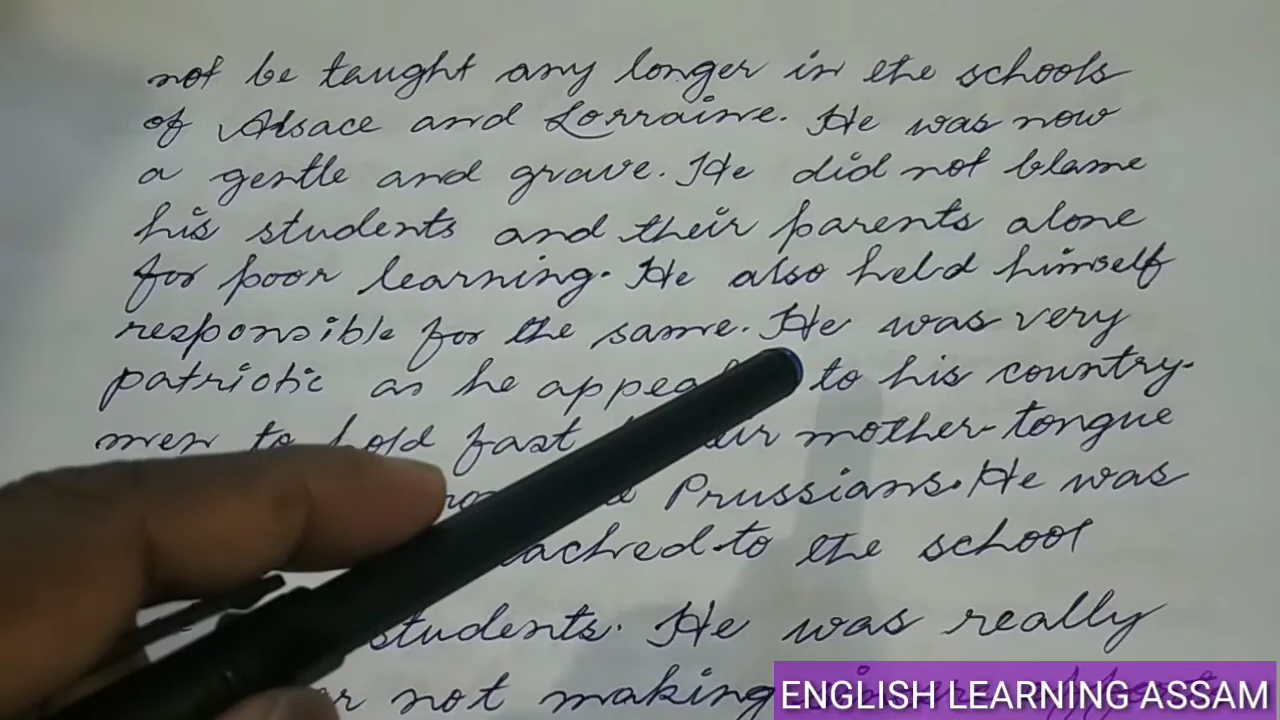 not be taught any longer in the schools
of Alsace and Lorraine. He was now
a gentle and grave. He did not blame
his students and their parents alone
for poor learning. He also held himself
responsible for the same. He was very
patriotic as he to his country-
men to hold fast mother-tongue
Prussians. He was
to the school
students. He was really
not making
ENGLISH LEARNING ASSAM